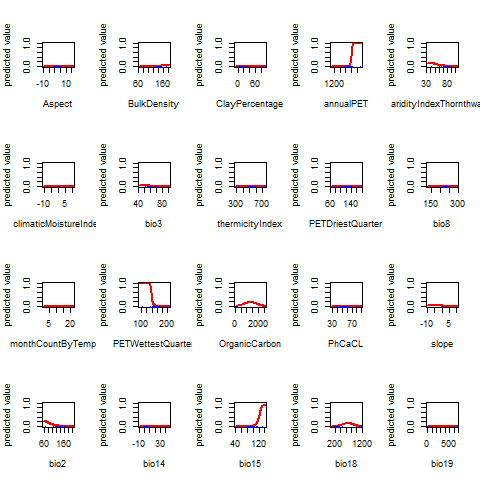 predicted value
0.0 1.0
-10 10
Aspect
predicted value
0.0 1.0
60 160
BulkDensity
predicted value
0.0 1.0
0 60
ClayPercentage
predicted value
0.0 1.0
1200
annualPET
predicted value
0.0 1.0
30 80
aridityIndexThornthwa
predicted value
0.0 1.0
-10 5
climaticMoistureInde
predicted value
0.0 1.0
40 80
bio3
predicted value
0.0 1.0
300 700
thermicityIndex
predicted value
0.0 1.0
60 140
PETDriestQuarter
predicted value
0.0 1.0
150 300
bio8
predicted value
0.0 1.0
5 20
monthCountByTemp
predicted value
0.0 1.0
100 200
PETWettestQuarte
predicted value
0.0 1.0
0 2000
OrganicCarbon
predicted value
0.0 1.0
30 70
PhCaCL
predicted value
0.0 1.0
-10 5
slope
predicted value
0.0 1.0
60 160
bio2
predicted value
0.0 1.0
-10 30
bio14
predicted value
0.0 1.0
40 120
bio15
predicted value
0.0 1.0
200 1200
bio18
predicted value
0.0 1.0
0 500
bio19